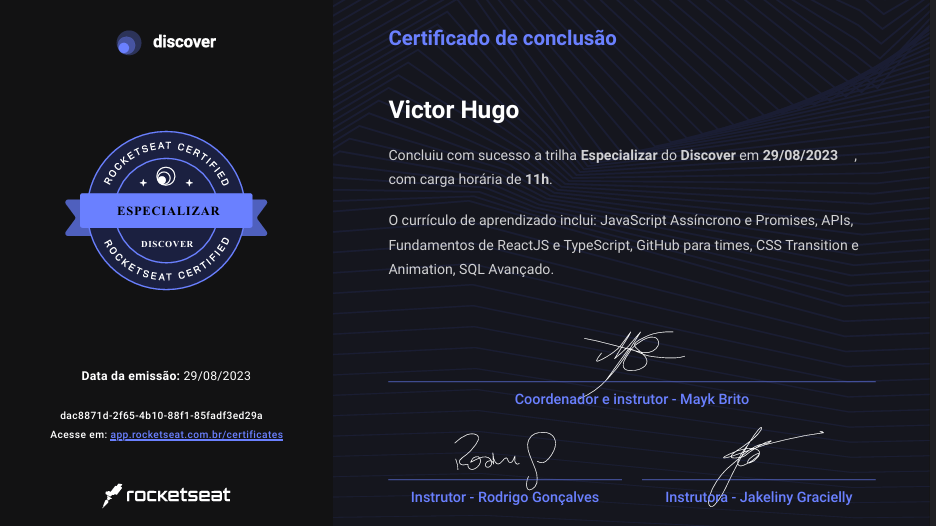 discover
ROCKETSEAT CERTIFIED
ESPECIALIZAR
DISCOVER
ROCKETSEAT CERTIFIED
Data da emissão: 29/08/2023
dac8871d-2f65-4b10-88f1-85fadf3ed29a
Acesse em: app.rocketseat.com.br/certificates
rocketseat
Certificado de conclusão
Victor Hugo
Concluiu com sucesso a trilha Especializar do Discover em 29/08/2023 ,
com carga horária de 11h.
O currículo de aprendizado inclui: JavaScript Assíncrono e Promises, APIs,
Fundamentos de ReactJS e TypeScript, GitHub para times, CSS Transition e
Animation, SQL Avançado.
Coordenador e instrutor - Mayk Brito
Instrutor - Rodrigo Gonçalves
Instrutora - Jakeliny Gracielly